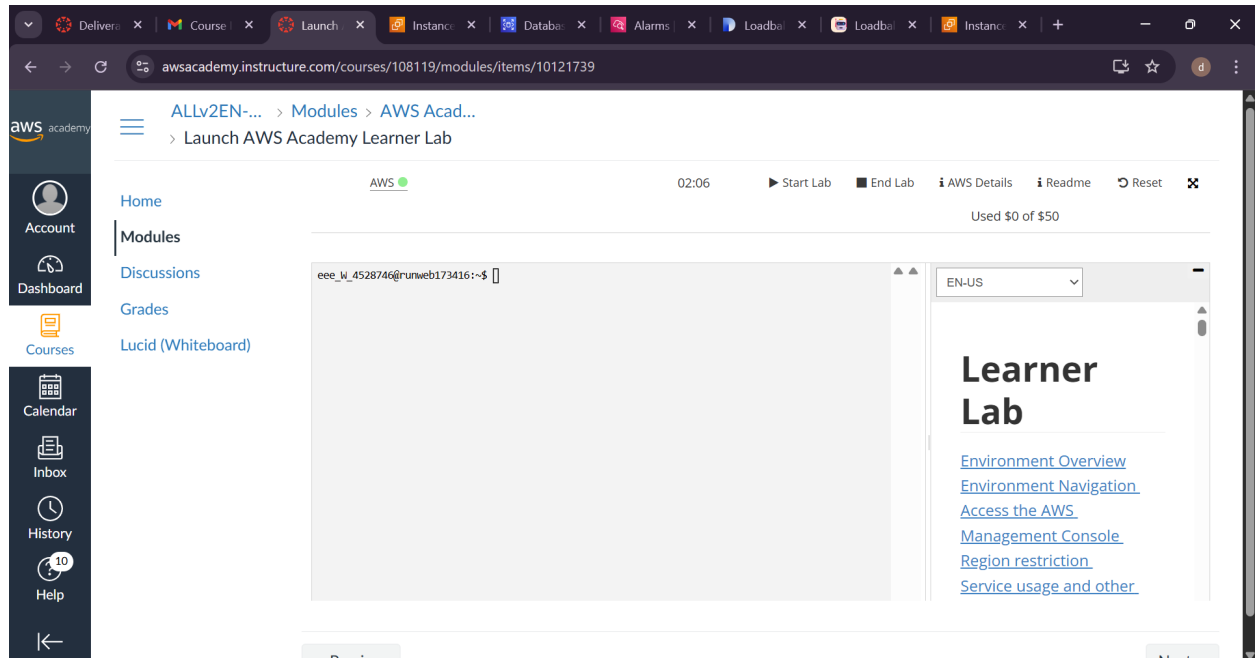 Delivera
Course
Launch
Instance
Databas
Alarms
Loadbal
Loadbal
Instance
awsacademy.instructure.com/courses/108119/modules/items/10121739
d
aws academy
ALLv2EN-... > Modules > AWS Acad...
> Launch AWS Academy Learner Lab
Account
Dashboard
Courses
Calendar
Inbox
History
10
Help
Home
Modules
Discussions
Grades
Lucid (Whiteboard)
AWS
02:06
Start Lab
End Lab
AWS Details
Readme
Reset
Used $0 of $50
eee_W_4528746@runweb173416:~$
EN-US
Learner
Lab
Environment Overview
Environment Navigation
Access the AWS
Management Console
Region restriction
Service usage and other